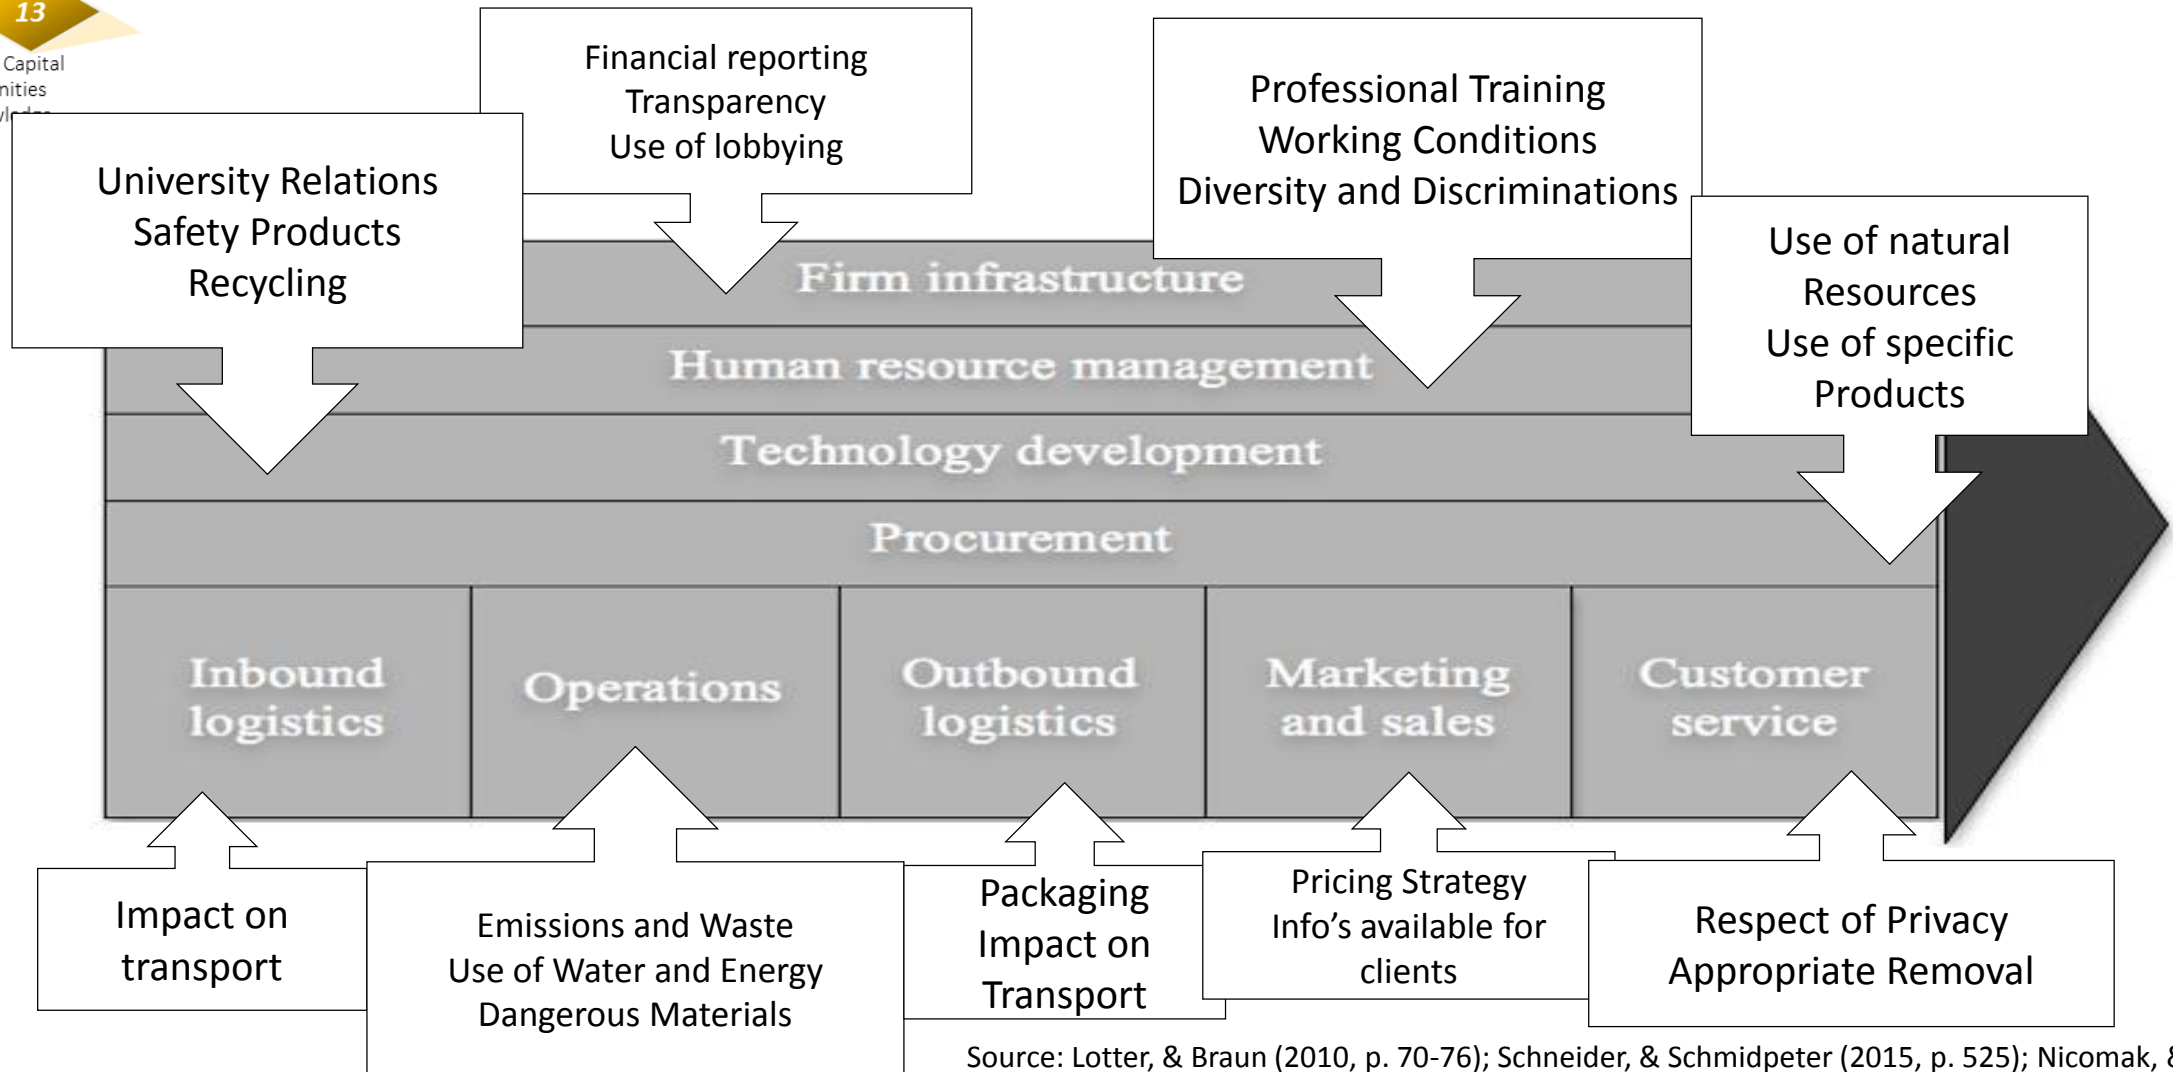 13
Capital
nities
Financial reporting
Transparency
Use of lobbying
Professional Training
Working Conditions
Diversity and Discriminations
University Relations
Safety Products
Recycling
Use of natural
Resources
Use of specific
Products
Firm infrastructure
Human resource management
Technology development
Procurement
Inbound
logistics
Operations
Outbound
logistics
Marketing
and sales
Customer
service
Impact on
transport
Emissions and Waste
Use of Water and Energy
Dangerous Materials
Packaging
Impact on
Transport
Pricing Strategy
Info’s available for
clients
Respect of Privacy
Appropriate Removal
Source: Lotter, & Braun (2010, p. 70-76); Schneider, & Schmidpeter (2015, p. 525); Nicomak, &